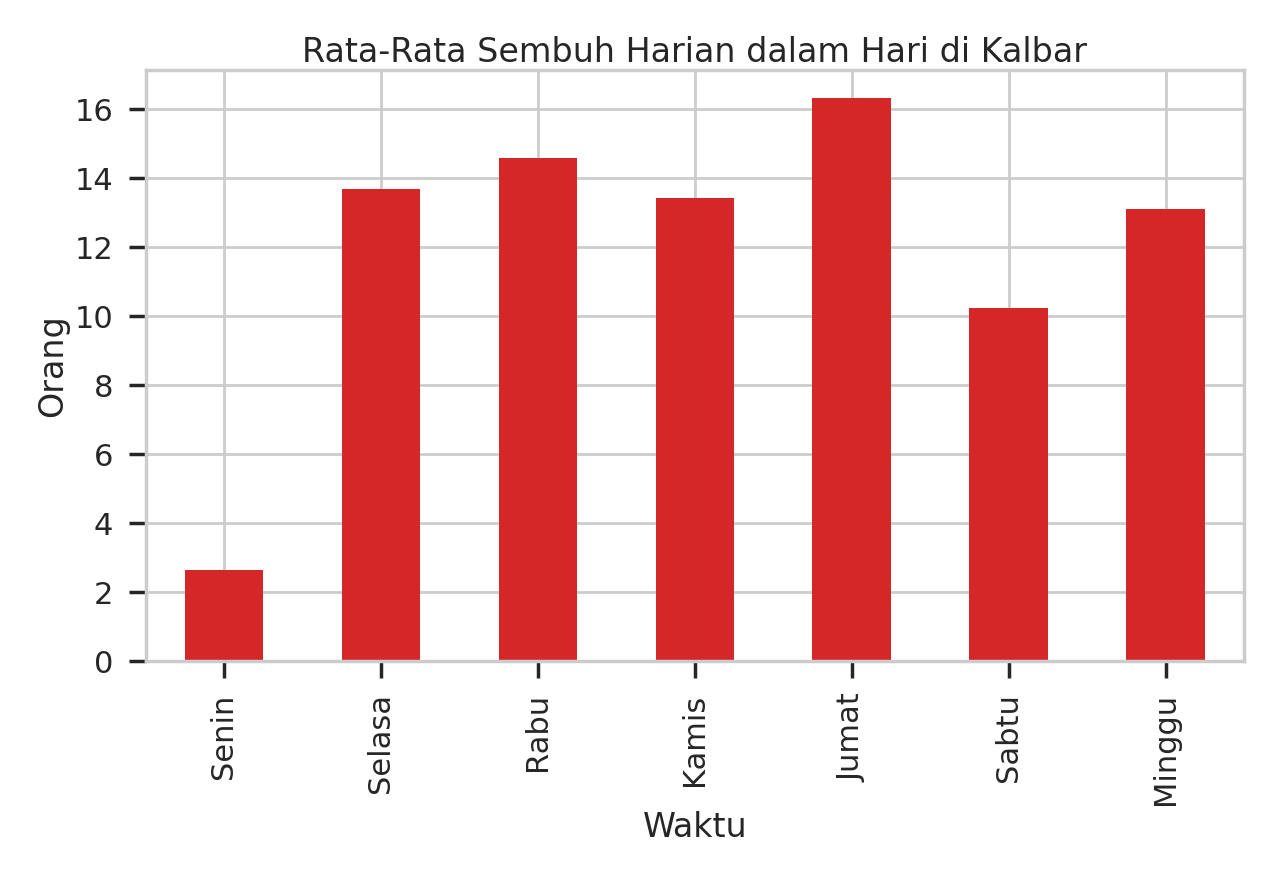 Rata-Rata Sembuh Harian dalam Hari di Kalbar
16
14
12
10
8
6
4
2
0
Orang
Senin
Selasa
Rabu
Kamis
Jumat
Sabtu
Minggu
Waktu